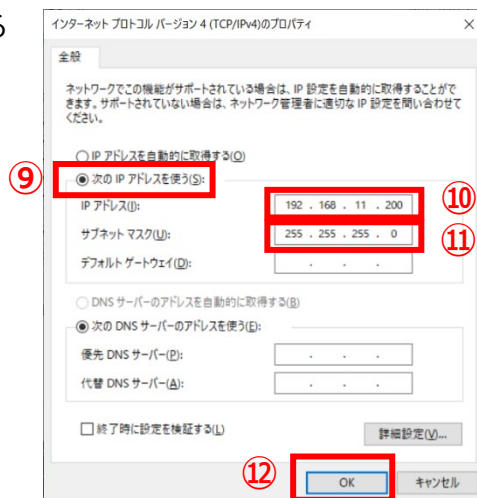 る
インターネット プロトコル バージョン 4 (TCP/IPv4)のプロパティ
全般
ネットワークでこの機能がサポートされている場合は、IP 設定を自動的に取得することがで
きます。サポートされていない場合は、ネットワーク管理者に適切な IP 設定を問い合わせて
ください。
IP アドレスを自動的に取得する(O)
⑨ 次の IP アドレスを使う(S):
IP アドレス(I): 192 . 168 . 11 . 200 ⑩
サブネット マスク(U): 255 . 255 . 255 . 0 ⑪
デフォルト ゲートウェイ(D): . . .
DNS サーバーのアドレスを自動的に取得する(B)
次の DNS サーバーのアドレスを使う(E):
優先 DNS サーバー(P): . . .
代替 DNS サーバー(A): . . .
終了時に設定を検証する(L) 詳細設定(V)...
⑫ OK キャンセル